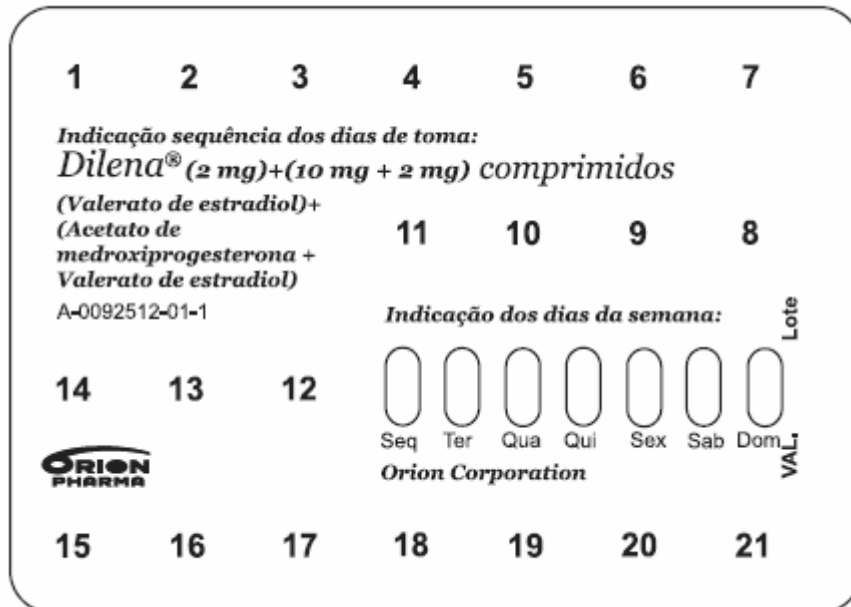 1 2 3 4 5 6 7
Indicação sequência dos dias de toma:
Dilena® (2 mg)+(10 mg + 2 mg) comprimidos
(Valerato de estradiol)+
(Acetato de
medroxiprogesterona +
Valerato de estradiol)
11 10 9 8
A-0092512-01-1
Indicação dos dias da semana:
Lote
14 13 12
Seq Ter Qua Qui Sex Sab Dom
VAL.
ORION
PHARMA
Orion Corporation
15 16 17 18 19 20 21